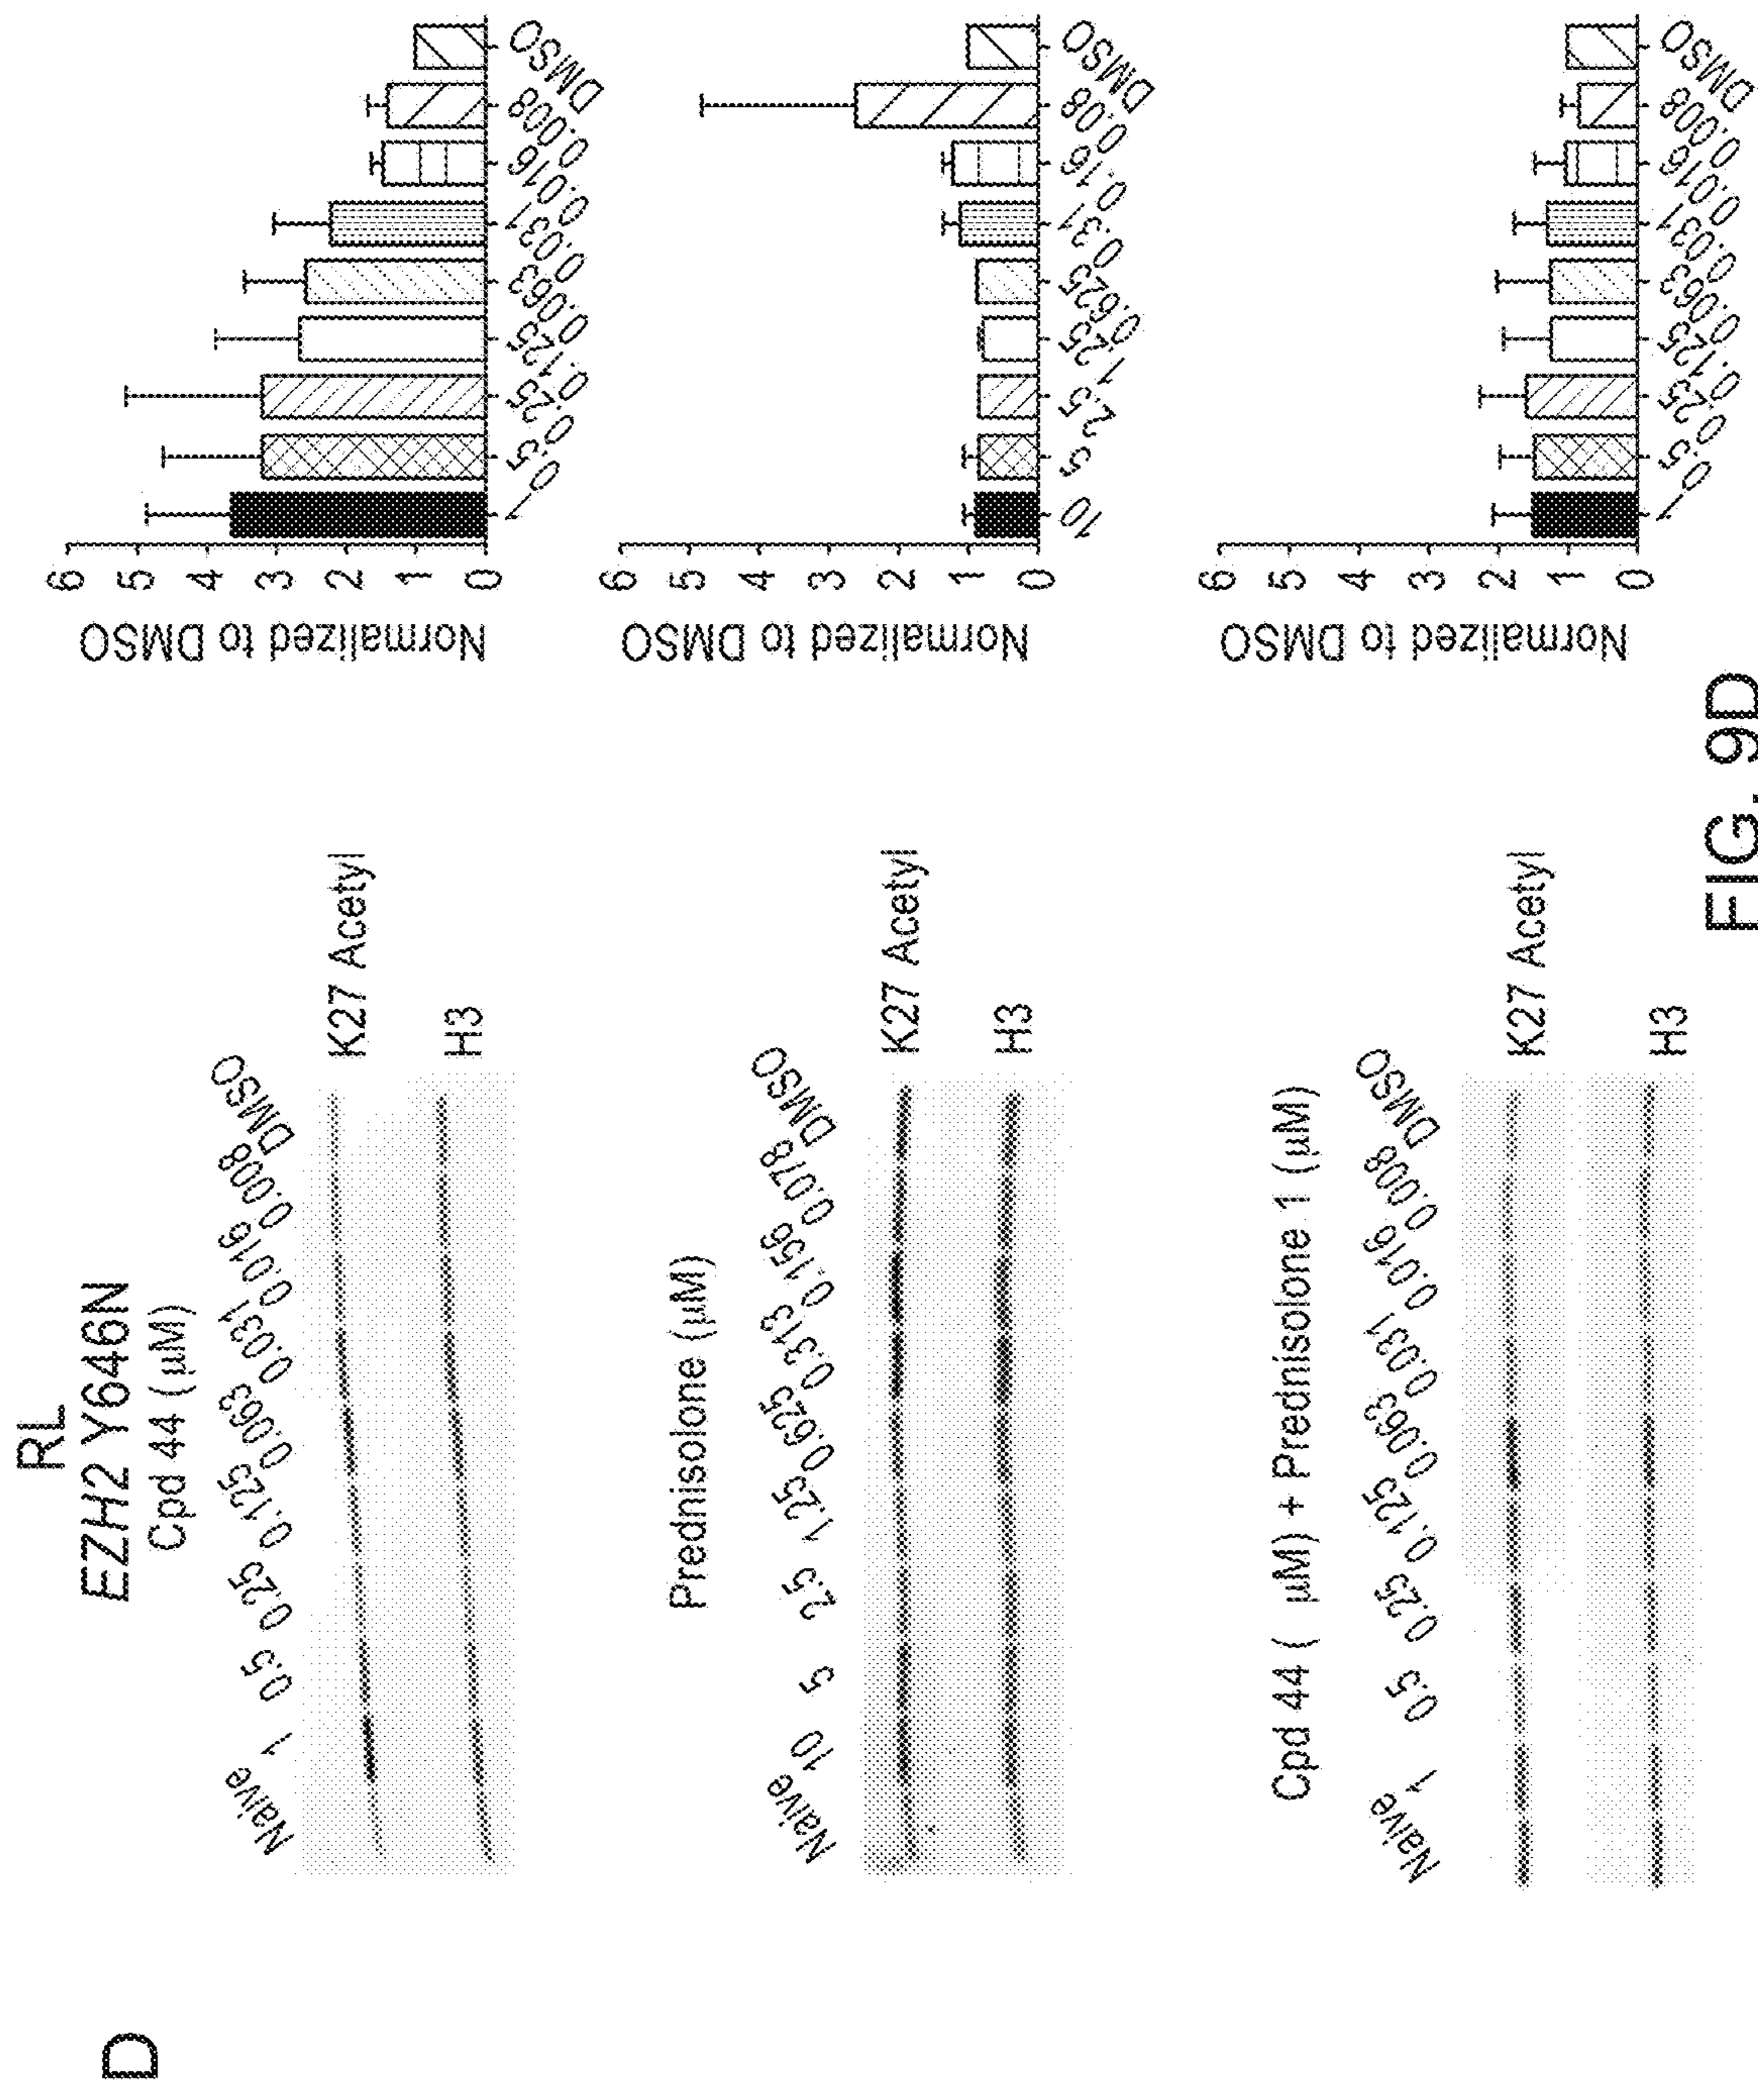 D
RL
EZH2 Y646N
Cpd 44 (µM)
Naive 1 0.5 0.25 0.125 0.063 0.031 0.016 0.008 DMSO
K27 Acetyl
H3
Normalized to DMSO
6
5
4
3
2
1
0
1 0.5 0.25 0.125 0.063 0.031 0.016 0.008 DMSO
Prednisolone (µM)
Naive 10 5 2.5 1.25 0.625 0.313 0.156 0.078 DMSO
K27 Acetyl
H3
Normalized to DMSO
6
5
4
3
2
1
0
10 5 2.5 1.25 0.625 0.31 0.16 0.08 DMSO
Cpd 44 ( µM) + Prednisolone 1 (µM)
Naive 1 0.5 0.25 0.125 0.063 0.031 0.016 0.008 DMSO
K27 Acetyl
H3
Normalized to DMSO
6
5
4
3
2
1
0
1 0.5 0.25 0.125 0.063 0.031 0.016 0.008 DMSO
FIG. 9D